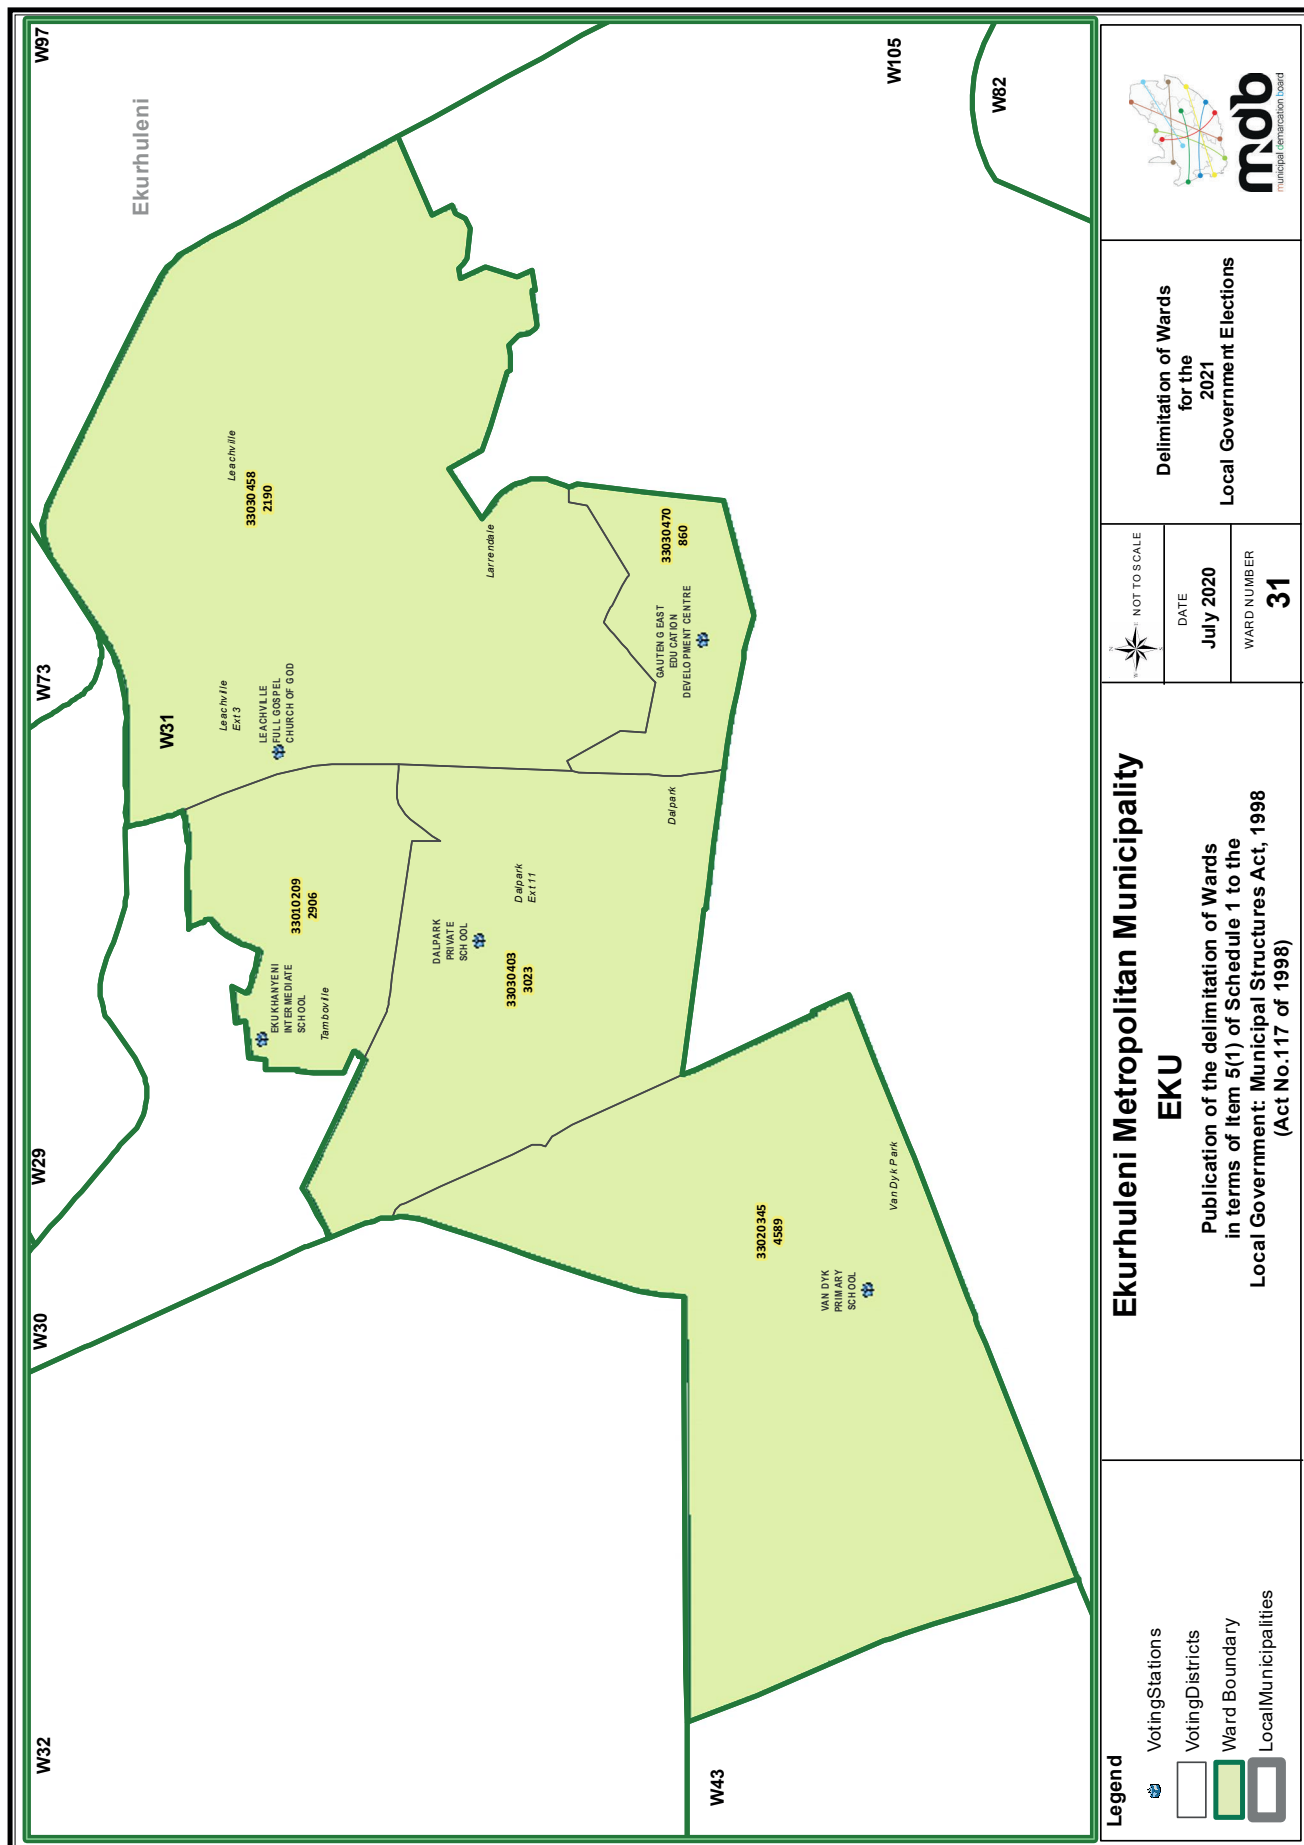 W32
W30
W29
W73
W97
Ekurhuleni
W31
Leachville
33030458
2190
Leachville
Ext 3
LEACHVILLE
FULL GOSPEL
CHURCH OF GOD
33010209
2906
EKUKHANYENI
INTERMEDIATE
SCHOOL
Tamboville
Larrendale
DALPARK
PRIVATE
SCHOOL
Dalpark
Ext 11
33030403
3023
33030470
860
GAUTENG EAST
EDUCATION
DEVELOPMENT CENTRE
Dalpark
33020345
4589
VAN DYK
PRIMARY
SCHOOL
Van Dyk Park
W43
W105
W82
Legend
VotingStations
VotingDistricts
Ward Boundary
LocalMunicipalities
Ekurhuleni Metropolitan Municipality
EKU
Publication of the delimitation of Wards
in terms of Item 5(1) of Schedule 1 to the
Local Government: Municipal Structures Act, 1998
(Act No.117 of 1998)
N
W
E
S
NOT TO SCALE
DATE
July 2020
WARD NUMBER
31
Delimitation of Wards
for the
2021
Local Government Elections
mdb
municipal demarcation board